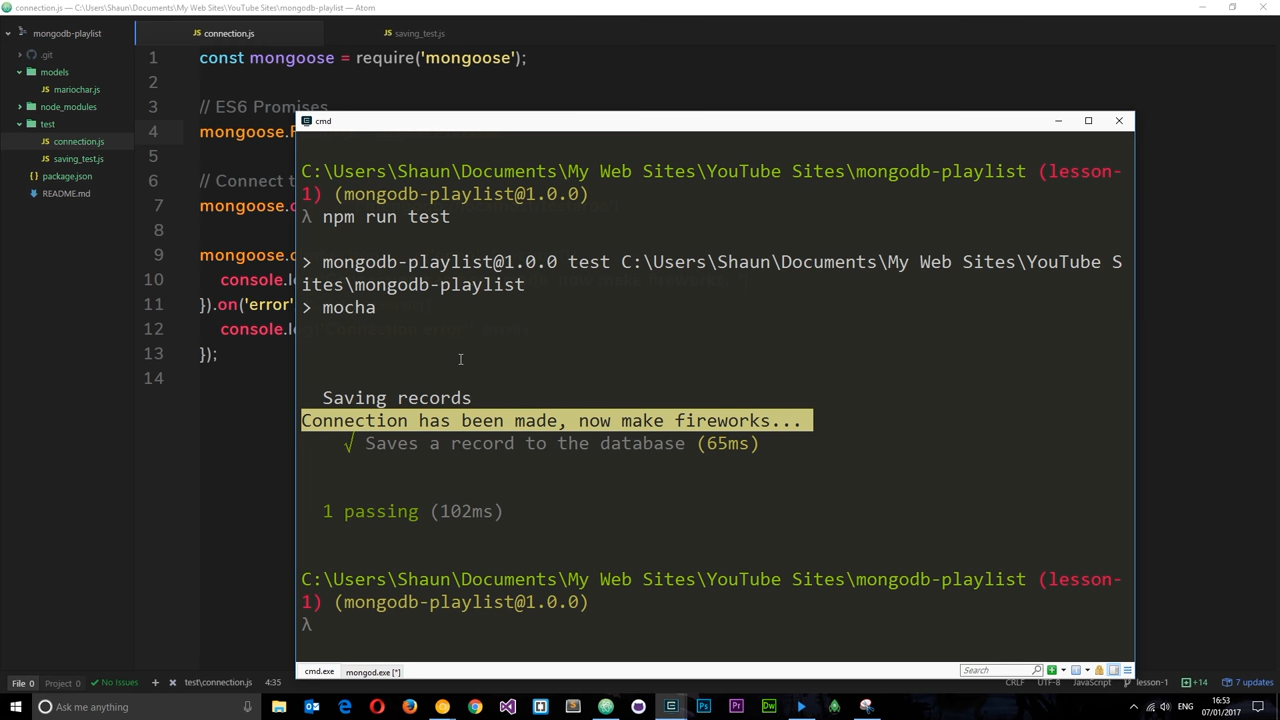 connection.js — C:\Users\Shaun\Documents\My Web Sites\YouTube Sites\mongodb-playlist — Atom
mongodb-playlist
.git
models
mariochar.js
node_modules
test
connection.js
saving_test.js
package.json
README.md
connection.js
saving_test.js
1 const mongoose = require('mongoose');
2
3 // ES6 Promises
4 mongoose.P
5
6 // Connect t
7 mongoose.c
8
9 mongoose.c
10 console.l
11 }).on('error'
12 console.l
13 });
14
cmd
C:\Users\Shaun\Documents\My Web Sites\YouTube Sites\mongodb-playlist (lesson-
1) (mongodb-playlist@1.0.0)
λ npm run test
> mongodb-playlist@1.0.0 test C:\Users\Shaun\Documents\My Web Sites\YouTube S
ites\mongodb-playlist
> mocha
Saving records
Connection has been made, now make fireworks...
√ Saves a record to the database (65ms)
1 passing (102ms)
C:\Users\Shaun\Documents\My Web Sites\YouTube Sites\mongodb-playlist (lesson-
1) (mongodb-playlist@1.0.0)
λ
cmd.exe mongod.exe [*] Search
File 0 Project 0 No Issues test\connection.js 4:35 CRLF UTF-8 JavaScript lesson-1 +14 7 updates
Ask me anything
ENG
16:53
07/01/2017